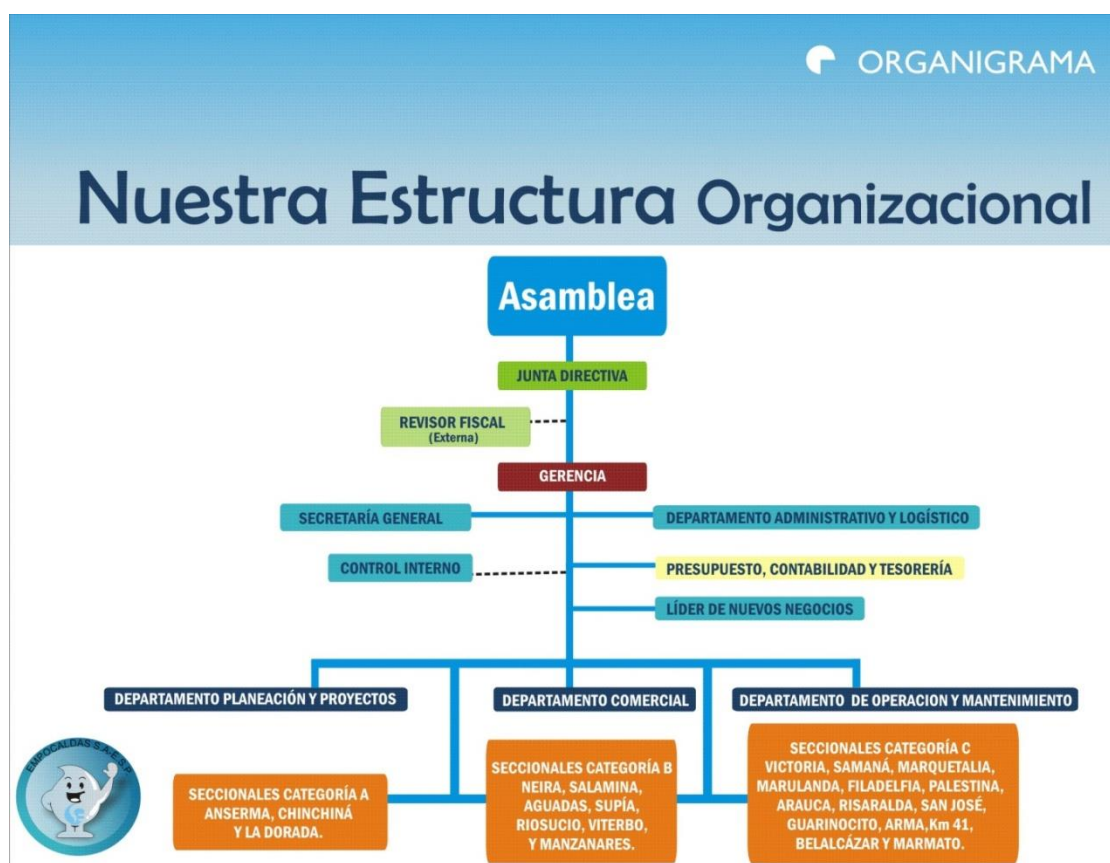 ORGANIGRAMA
Nuestra Estructura Organizacional
Asamblea
JUNTA DIRECTIVA
REVISOR FISCAL
(Externa)
GERENCIA
SECRETARÍA GENERAL
DEPARTAMENTO ADMINISTRATIVO Y LOGÍSTICO
CONTROL INTERNO
PRESUPUESTO, CONTABILIDAD Y TESORERÍA
LÍDER DE NUEVOS NEGOCIOS
DEPARTAMENTO PLANEACIÓN Y PROYECTOS
DEPARTAMENTO COMERCIAL
DEPARTAMENTO DE OPERACION Y MANTENIMIENTO
EMPOCALDAS S.A E.S.P
SECCIONALES CATEGORÍA A
ANSERMA, CHINCHINÁ
Y LA DORADA.
SECCIONALES CATEGORÍA B
NEIRA, SALAMINA,
AGUADAS, SUPÍA,
RIOSUCIO, VITERBO,
Y MANZANARES.
SECCIONALES CATEGORÍA C
VICTORIA, SAMANÁ, MARQUETALIA,
MARULANDA, FILADELFIA, PALESTINA,
ARAUCA, RISARALDA, SAN JOSÉ,
GUARINOCITO, ARMA,Km 41,
BELALCÁZAR Y MARMATO.